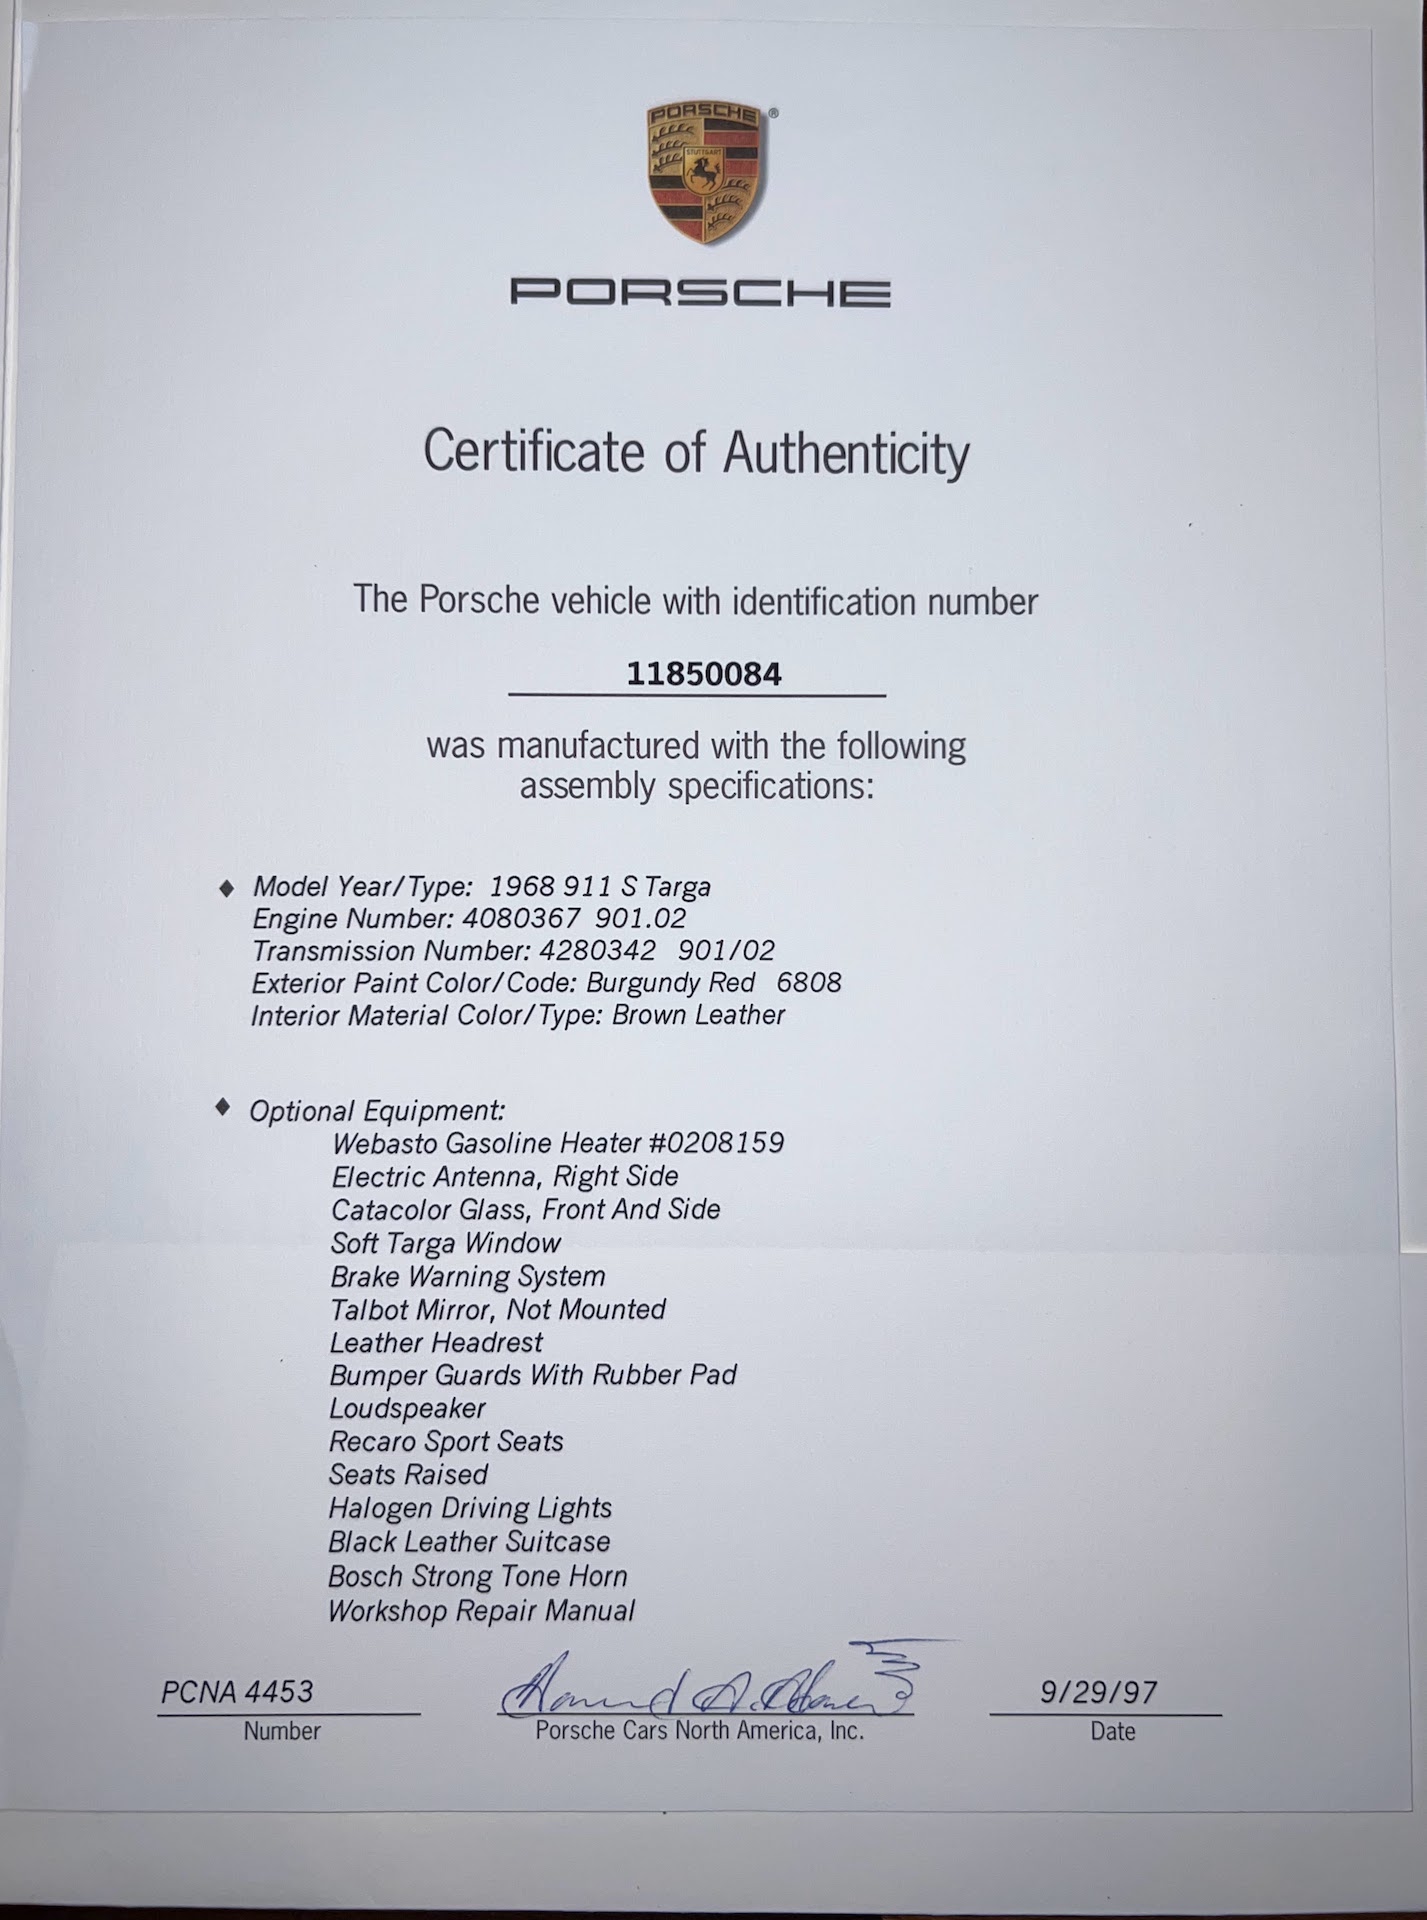 PORSCHE
®
STUTTGART
PORSCHE
Certificate of Authenticity
The Porsche vehicle with identification number
11850084
was manufactured with the following
assembly specifications:
♦ Model Year/Type: 1968 911 S Targa
Engine Number: 4080367 901.02
Transmission Number: 4280342 901/02
Exterior Paint Color/Code: Burgundy Red 6808
Interior Material Color/Type: Brown Leather
♦ Optional Equipment:
Webasto Gasoline Heater #0208159
Electric Antenna, Right Side
Catacolor Glass, Front And Side
Soft Targa Window
Brake Warning System
Talbot Mirror, Not Mounted
Leather Headrest
Bumper Guards With Rubber Pad
Loudspeaker
Recaro Sport Seats
Seats Raised
Halogen Driving Lights
Black Leather Suitcase
Bosch Strong Tone Horn
Workshop Repair Manual
PCNA 4453
9/29/97
Number
Porsche Cars North America, Inc.
Date